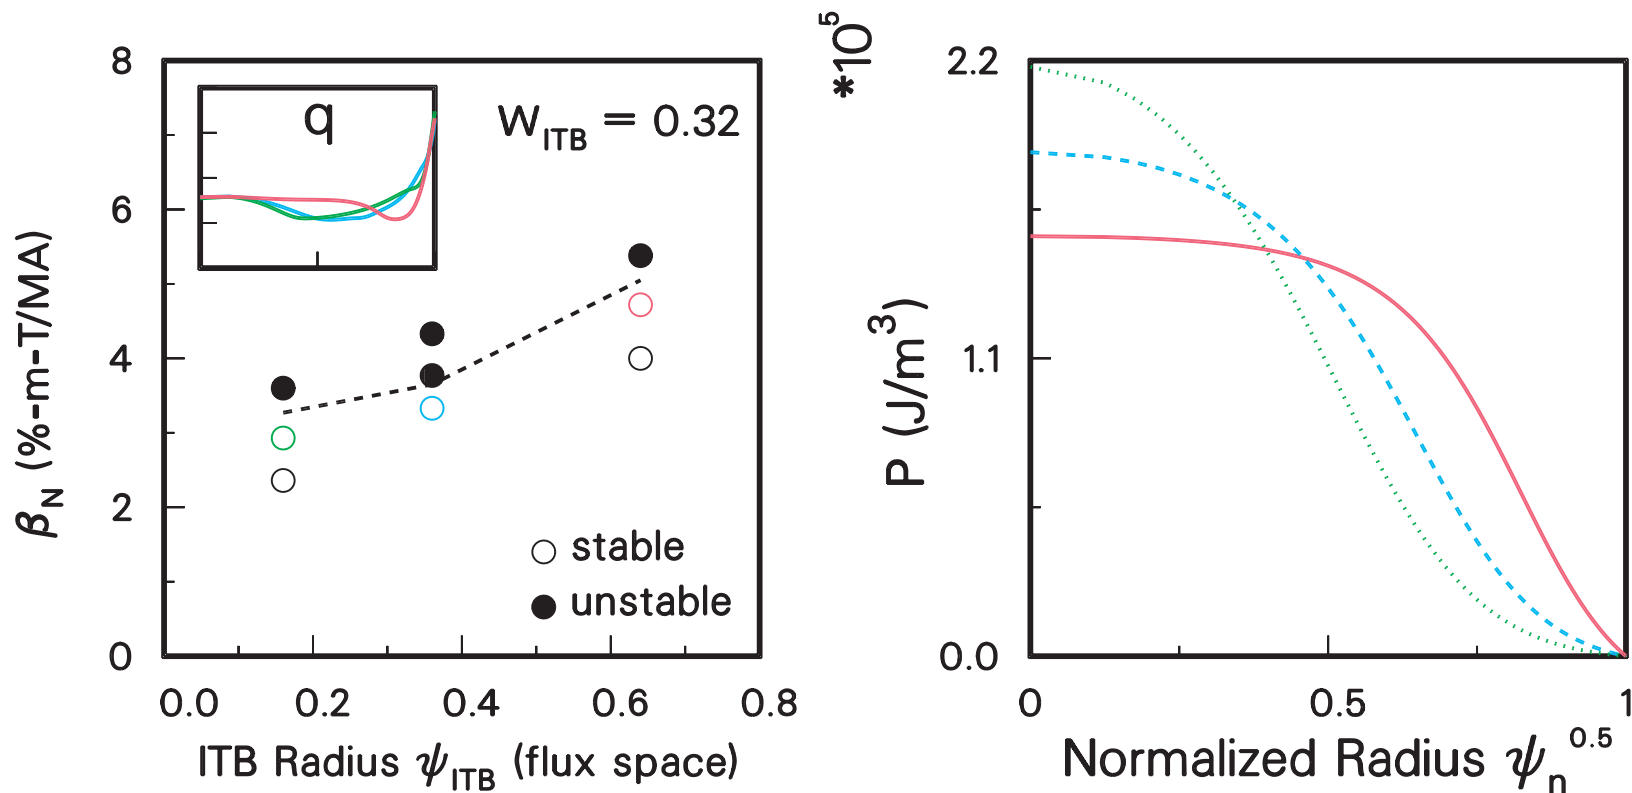 8
6
4
2
0
β_N (%-m-T/MA)
q
W_ITB = 0.32
stable
unstable
0.0 0.2 0.4 0.6 0.8
ITB Radius ψ_ITB (flux space)
*10^5
2.2
1.1
0.0
P (J/m^3)
0 0.5 1
Normalized Radius ψ_n^0.5